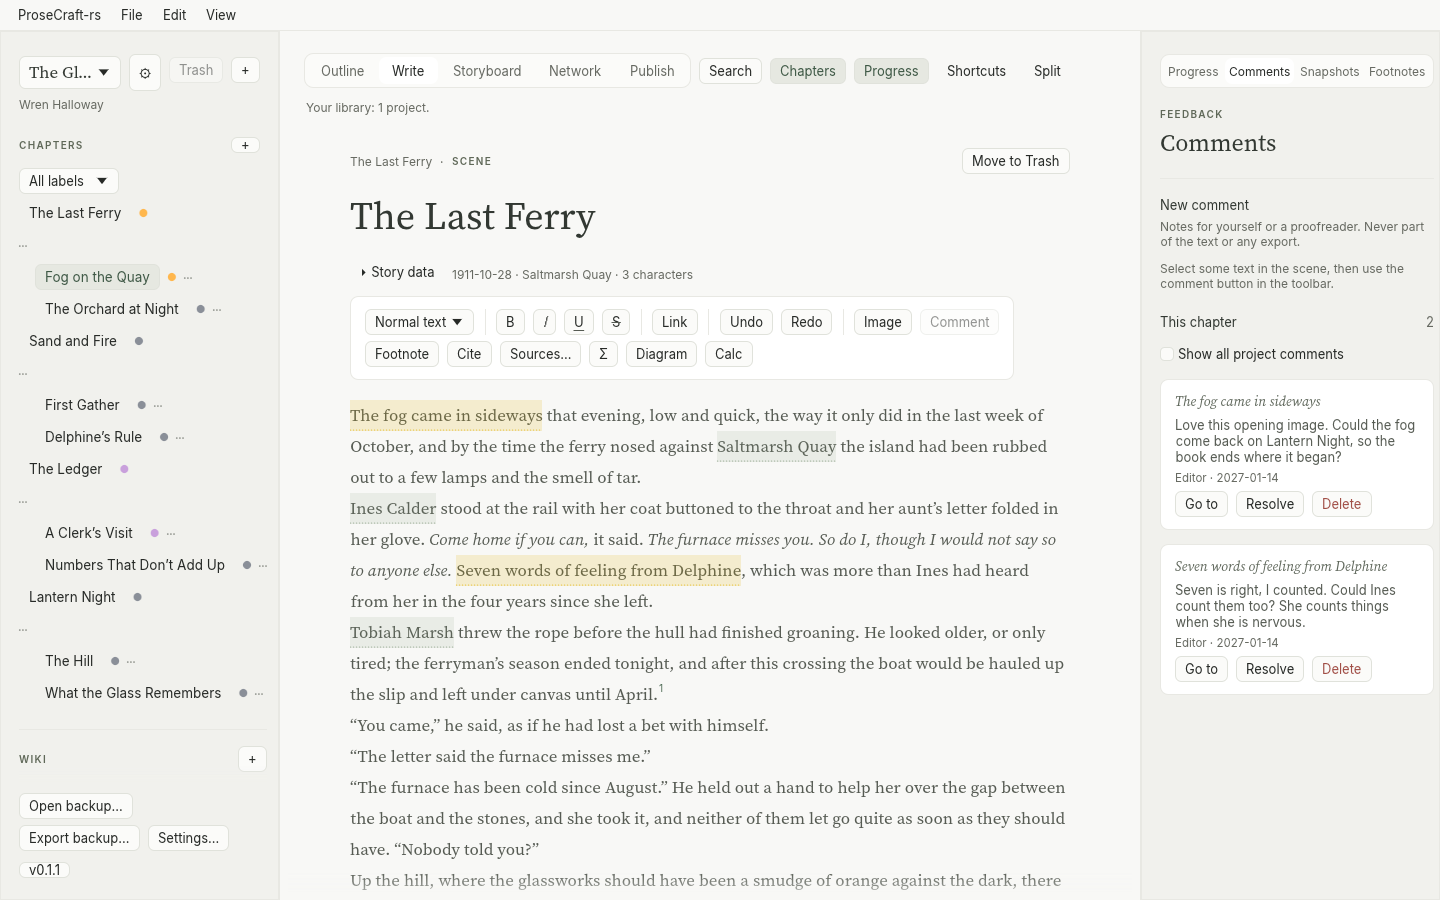 ProseCraft-rs File Edit View
The Gl... Trash +
Wren Halloway
CHAPTERS +
All labels
The Last Ferry
...
Fog on the Quay ...
The Orchard at Night ...
Sand and Fire
...
First Gather ...
Delphine’s Rule ...
The Ledger
...
A Clerk’s Visit ...
Numbers That Don’t Add Up ...
Lantern Night
...
The Hill ...
What the Glass Remembers ...
WIKI +
Open backup...
Export backup... Settings...
v0.1.1
Outline Write Storyboard Network Publish Search Chapters Progress Shortcuts Split
Your library: 1 project.
The Last Ferry · SCENE Move to Trash
The Last Ferry
Story data 1911-10-28 · Saltmarsh Quay · 3 characters
Normal text B I U S Link Undo Redo Image Comment
Footnote Cite Sources... Σ Diagram Calc
The fog came in sideways that evening, low and quick, the way it only did in the last week of
October, and by the time the ferry nosed against Saltmarsh Quay the island had been rubbed
out to a few lamps and the smell of tar.
Ines Calder stood at the rail with her coat buttoned to the throat and her aunt’s letter folded in
her glove. Come home if you can, it said. The furnace misses you. So do I, though I would not say so
to anyone else. Seven words of feeling from Delphine, which was more than Ines had heard
from her in the four years since she left.
Tobiah Marsh threw the rope before the hull had finished groaning. He looked older, or only
tired; the ferryman’s season ended tonight, and after this crossing the boat would be hauled up
the slip and left under canvas until April.1
“You came,” he said, as if he had lost a bet with himself.
“The letter said the furnace misses me.”
“The furnace has been cold since August.” He held out a hand to help her over the gap between
the boat and the stones, and she took it, and neither of them let go quite as soon as they should
have. “Nobody told you?”
Up the hill, where the glassworks should have been a smudge of orange against the dark, there
Progress Comments Snapshots Footnotes
FEEDBACK
Comments
New comment
Notes for yourself or a proofreader. Never part
of the text or any export.
Select some text in the scene, then use the
comment button in the toolbar.
This chapter 2
Show all project comments
The fog came in sideways
Love this opening image. Could the fog
come back on Lantern Night, so the
book ends where it began?
Editor · 2027-01-14
Go to Resolve Delete
Seven words of feeling from Delphine
Seven is right, I counted. Could Ines
count them too? She counts things
when she is nervous.
Editor · 2027-01-14
Go to Resolve Delete